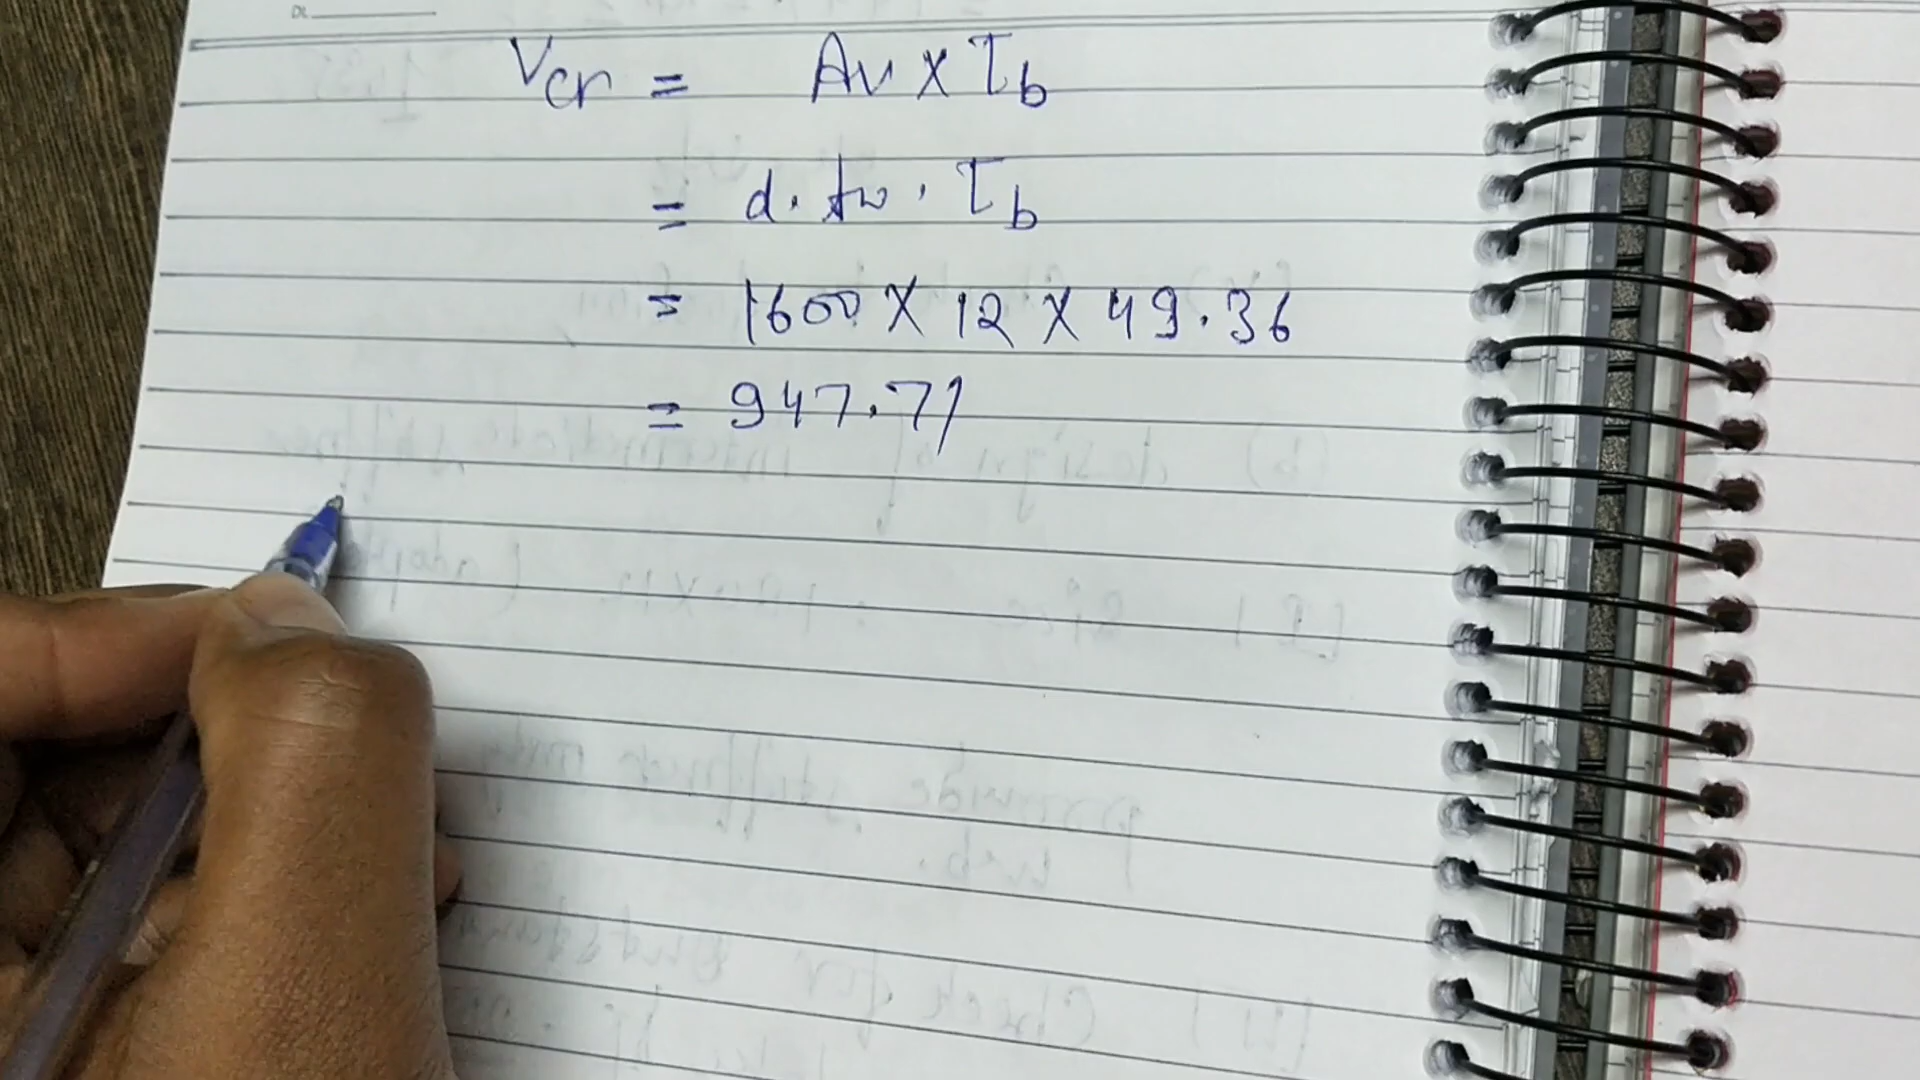 Vcr = Av X τb
= d. tw. τb
= 1600 X 12 X 49.36
= 947.71